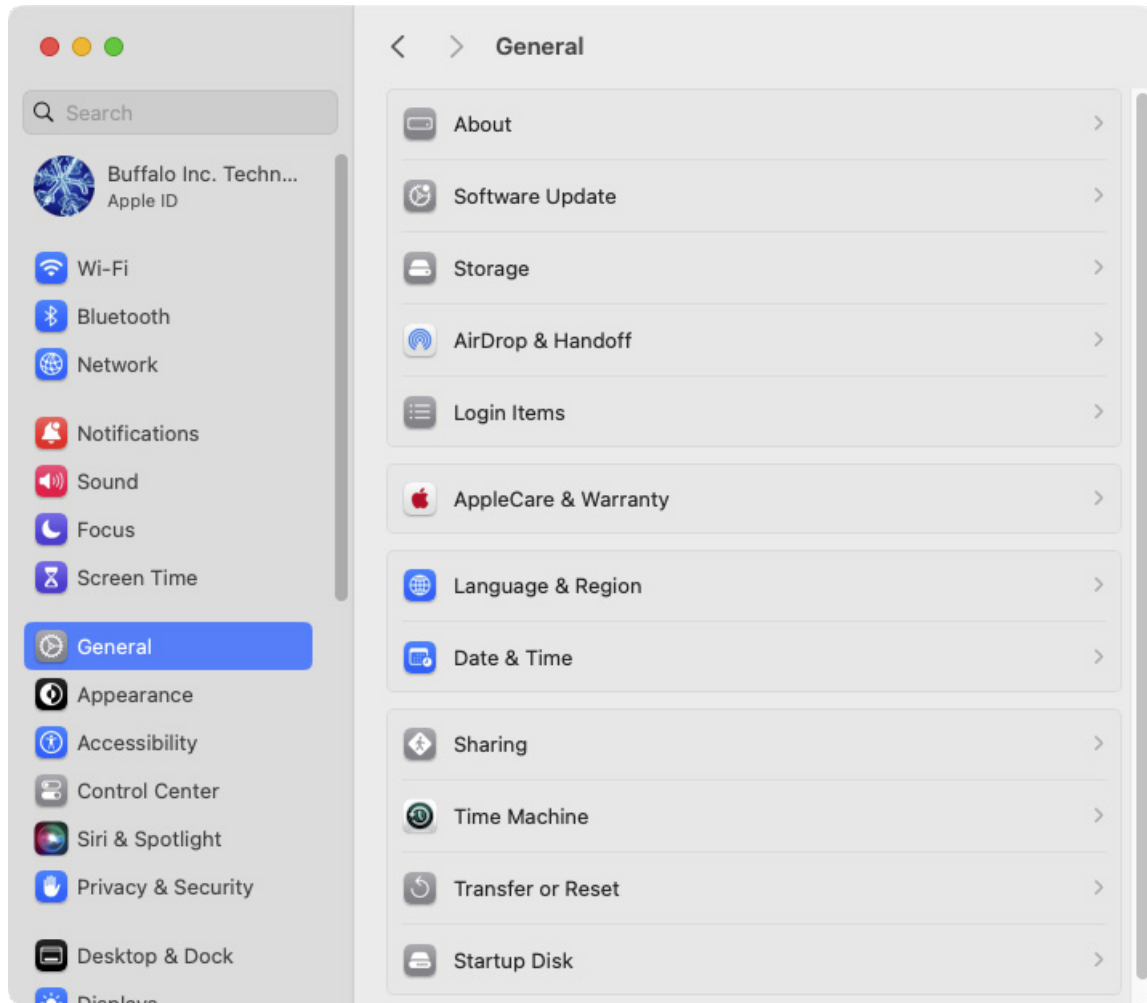 General
Search
Buffalo Inc. Techn...
Apple ID
Wi-Fi
Bluetooth
Network
Notifications
Sound
Focus
Screen Time
General
Appearance
Accessibility
Control Center
Siri & Spotlight
Privacy & Security
Desktop & Dock
Displays
About
Software Update
Storage
AirDrop & Handoff
Login Items
AppleCare & Warranty
Language & Region
Date & Time
Sharing
Time Machine
Transfer or Reset
Startup Disk